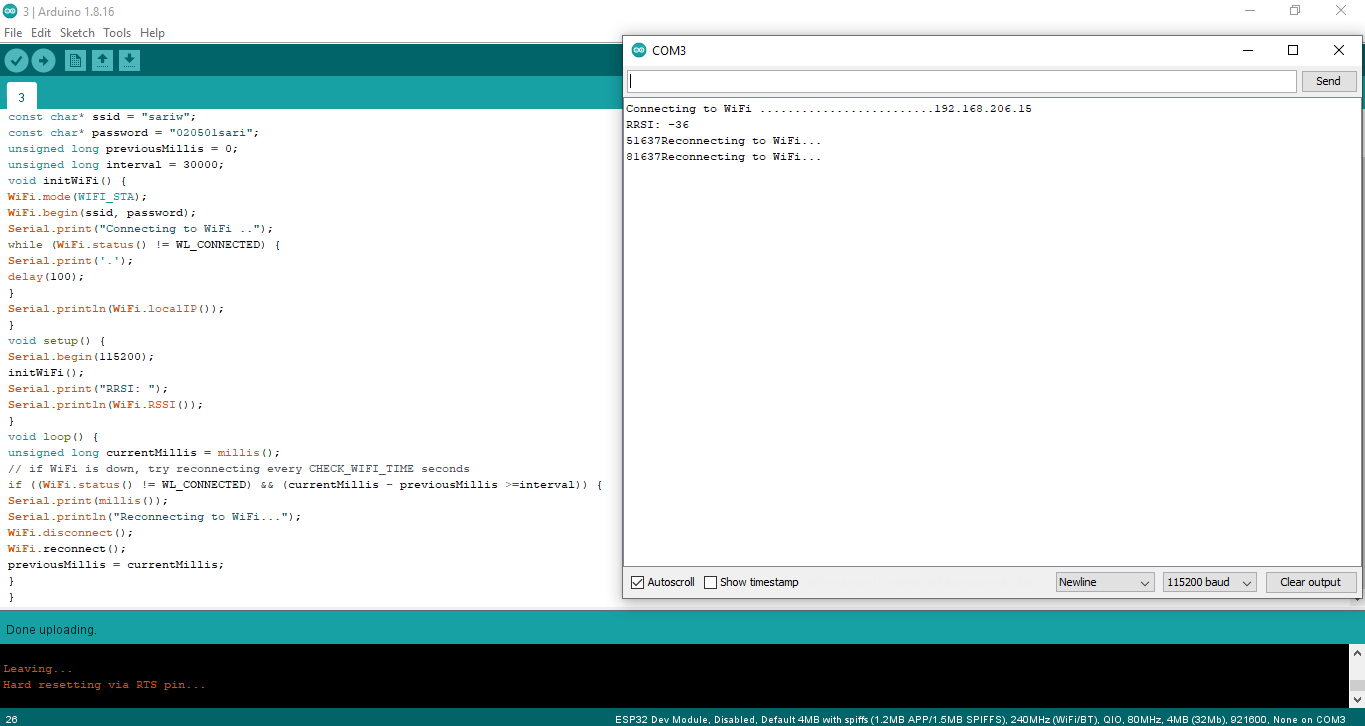 3 | Arduino 1.8.16
File Edit Sketch Tools Help
3
const char* ssid = "sariw";
const char* password = "020501sari";
unsigned long previousMillis = 0;
unsigned long interval = 30000;
void initWiFi() {
WiFi.mode(WIFI_STA);
WiFi.begin(ssid, password);
Serial.print("Connecting to WiFi ..");
while (WiFi.status() != WL_CONNECTED) {
Serial.print('.');
delay(100);
}
Serial.println(WiFi.localIP());
}
void setup() {
Serial.begin(115200);
initWiFi();
Serial.print("RRSI: ");
Serial.println(WiFi.RSSI());
}
void loop() {
unsigned long currentMillis = millis();
// if WiFi is down, try reconnecting every CHECK_WIFI_TIME seconds
if ((WiFi.status() != WL_CONNECTED) && (currentMillis - previousMillis >=interval)) {
Serial.print(millis());
Serial.println("Reconnecting to WiFi...");
WiFi.disconnect();
WiFi.reconnect();
previousMillis = currentMillis;
}
}
COM3
Send
Connecting to WiFi .........................192.168.206.15
RRSI: -36
51637Reconnecting to WiFi...
81637Reconnecting to WiFi...
Autoscroll Show timestamp Newline 115200 baud Clear output
Done uploading.
Leaving...
Hard resetting via RTS pin...
26 ESP32 Dev Module, Disabled, Default 4MB with spiffs (1.2MB APP/1.5MB SPIFFS), 240MHz (WiFi/BT), QIO, 80MHz, 4MB (32Mb), 921600, None on COM3